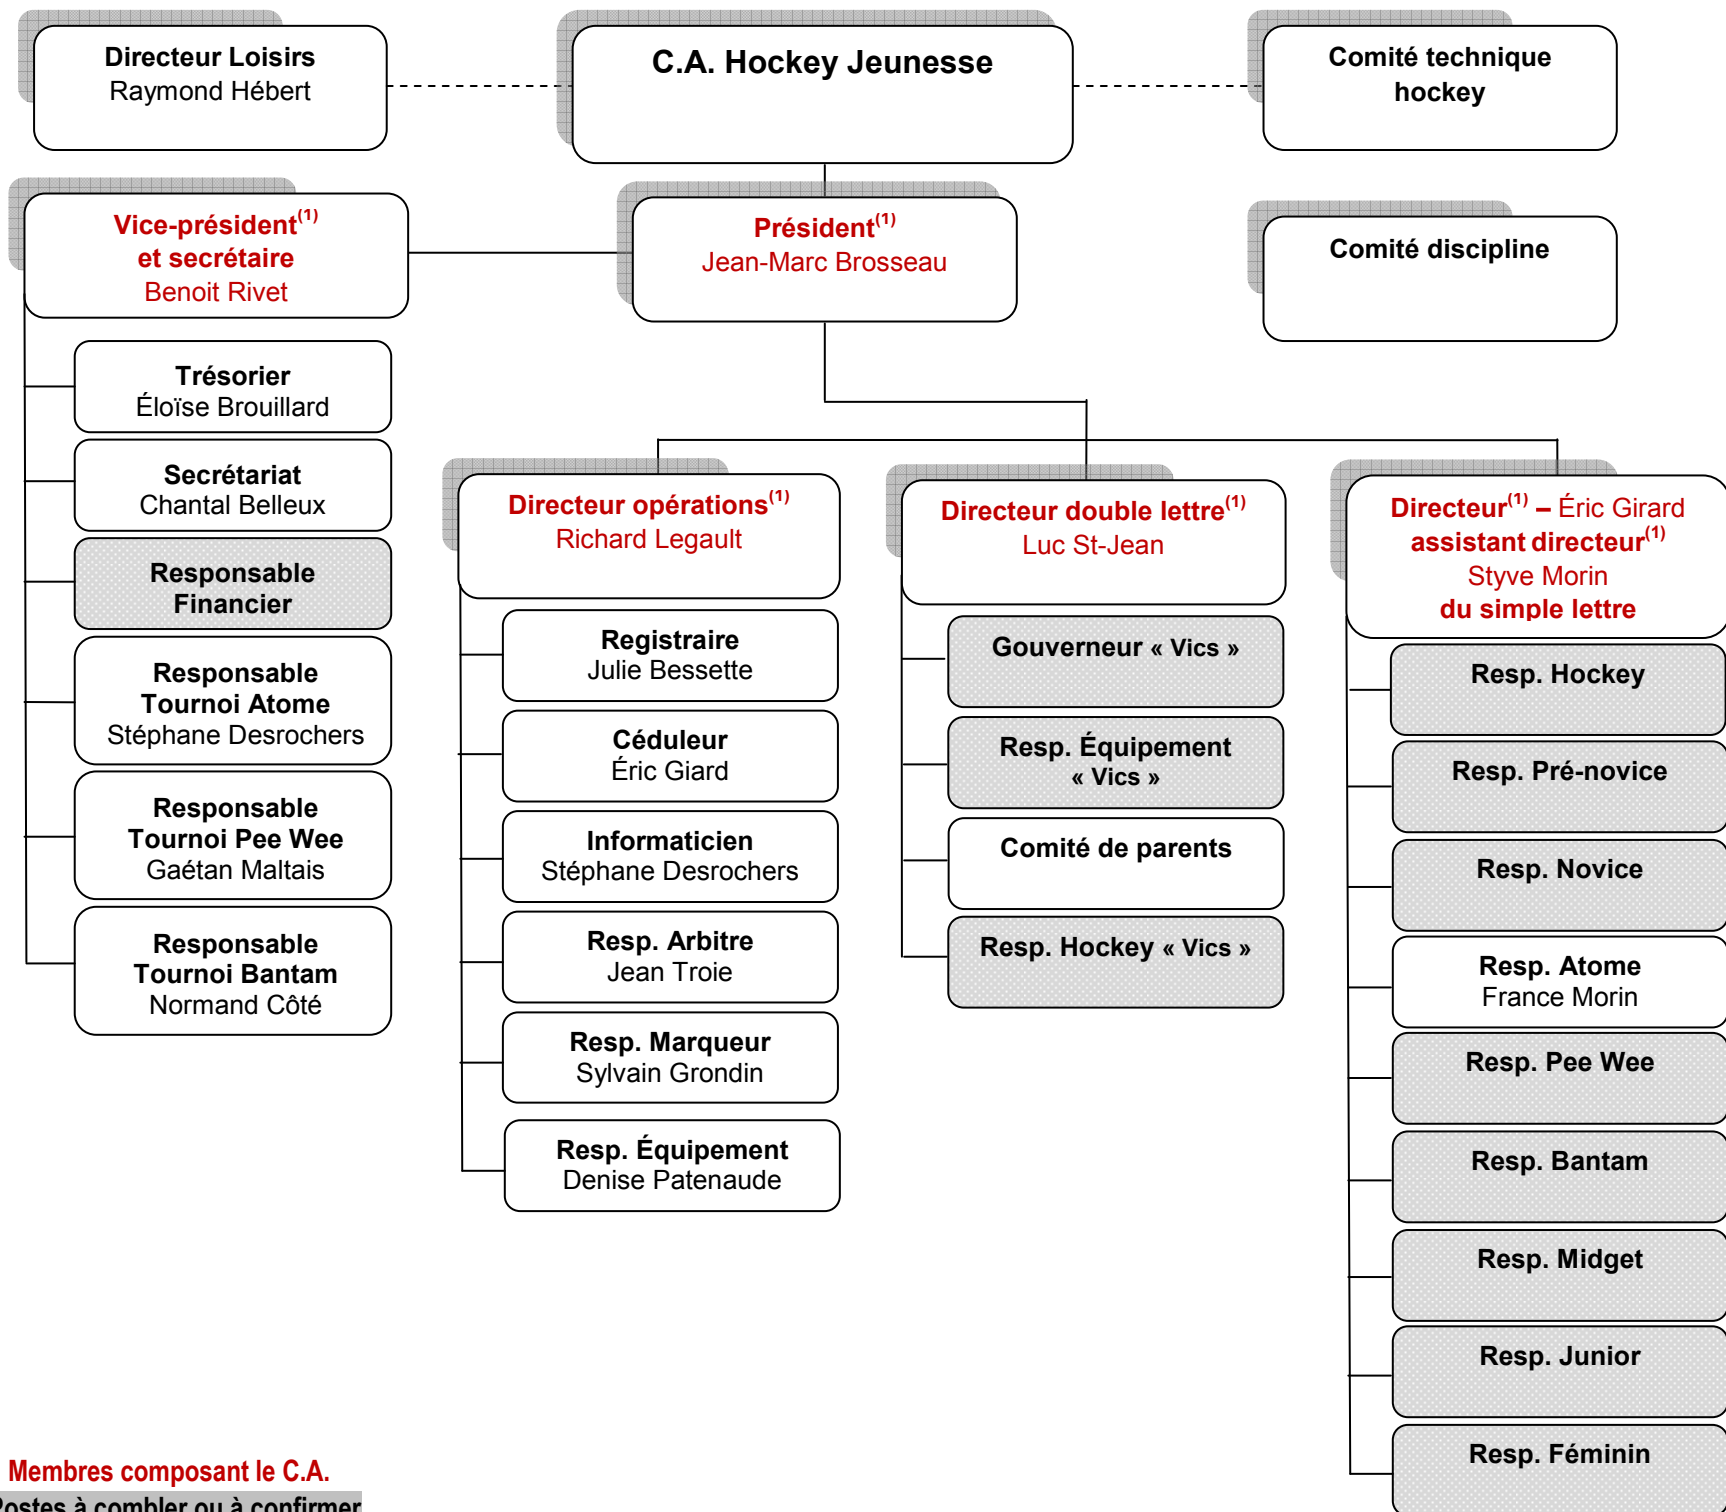 Directeur Loisirs
Raymond Hébert
C.A. Hockey Jeunesse
Comité technique
hockey
Vice-président(1)
et secrétaire
Benoit Rivet
Président(1)
Jean-Marc Brosseau
Comité discipline
Trésorier
Éloïse Brouillard
Secrétariat
Chantal Belleux
Responsable
Financier
Responsable
Tournoi Atome
Stéphane Desrochers
Responsable
Tournoi Pee Wee
Gaétan Maltais
Responsable
Tournoi Bantam
Normand Côté
Directeur opérations(1)
Richard Legault
Registraire
Julie Bessette
Céduleur
Éric Giard
Informaticien
Stéphane Desrochers
Resp. Arbitre
Jean Troie
Resp. Marqueur
Sylvain Grondin
Resp. Équipement
Denise Patenaude
Directeur double lettre(1)
Luc St-Jean
Gouverneur « Vics »
Resp. Équipement
« Vics »
Comité de parents
Resp. Hockey « Vics »
Directeur(1) – Éric Girard
assistant directeur(1)
Styve Morin
du simple lettre
Resp. Hockey
Resp. Pré-novice
Resp. Novice
Resp. Atome
France Morin
Resp. Pee Wee
Resp. Bantam
Resp. Midget
Resp. Junior
Resp. Féminin
Membres composant le C.A.
Postes à combler ou à confirmer